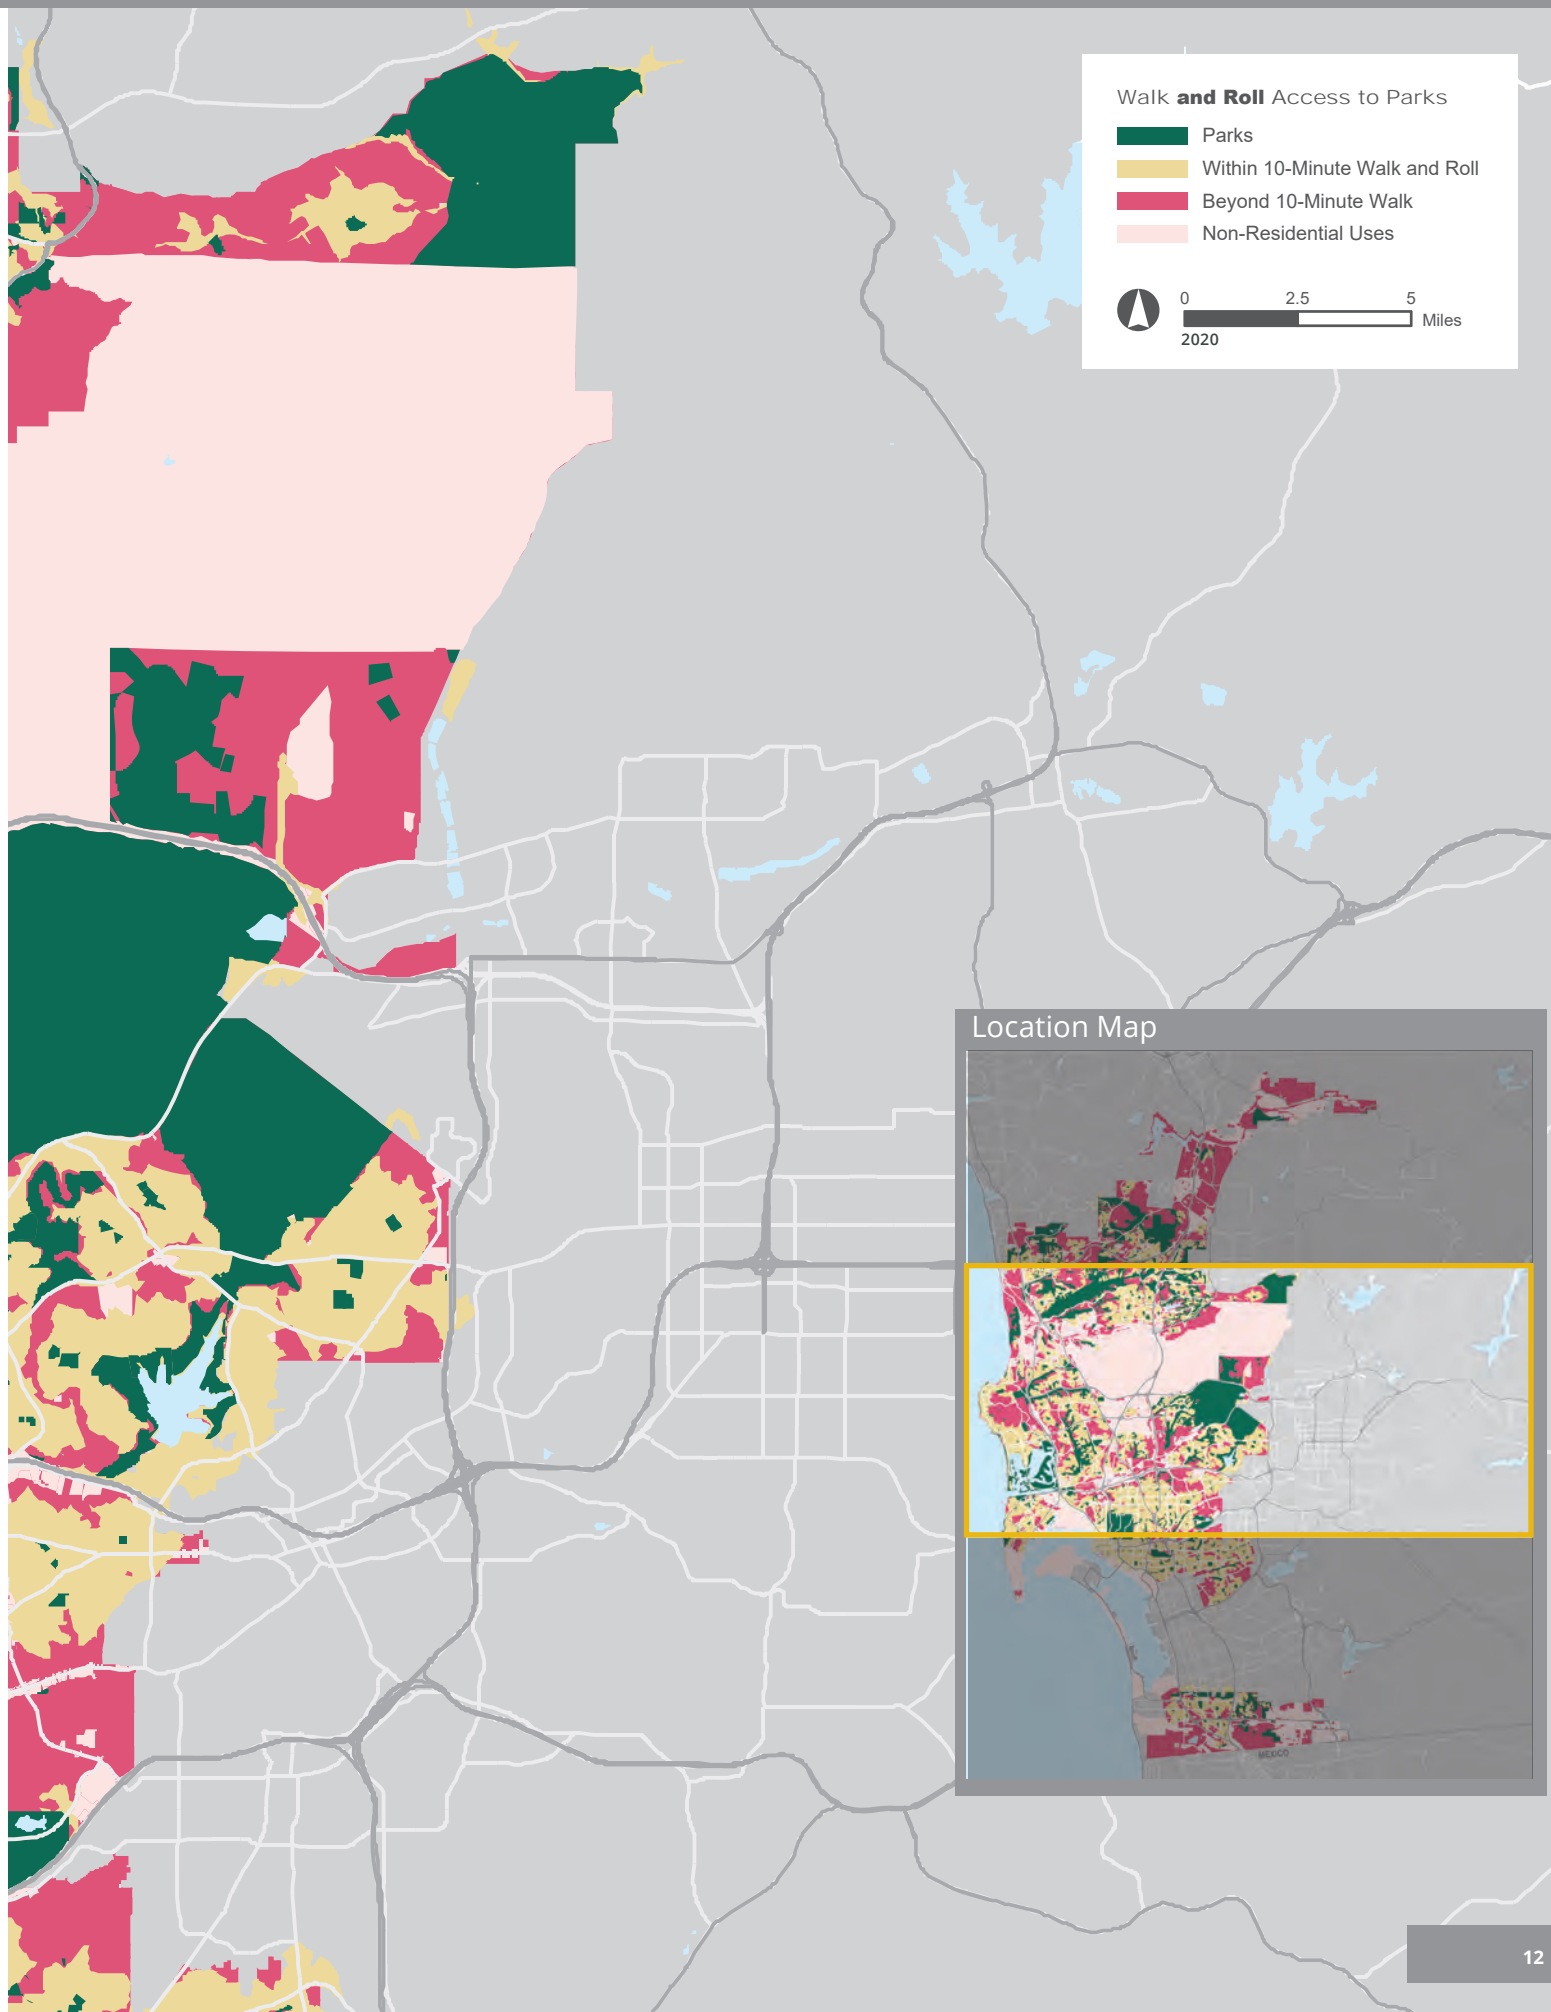 Walk and Roll Access to Parks
Parks
Within 10-Minute Walk and Roll
Beyond 10-Minute Walk
Non-Residential Uses
0 2.5 5
Miles
2020
Location Map
MEXICO
12